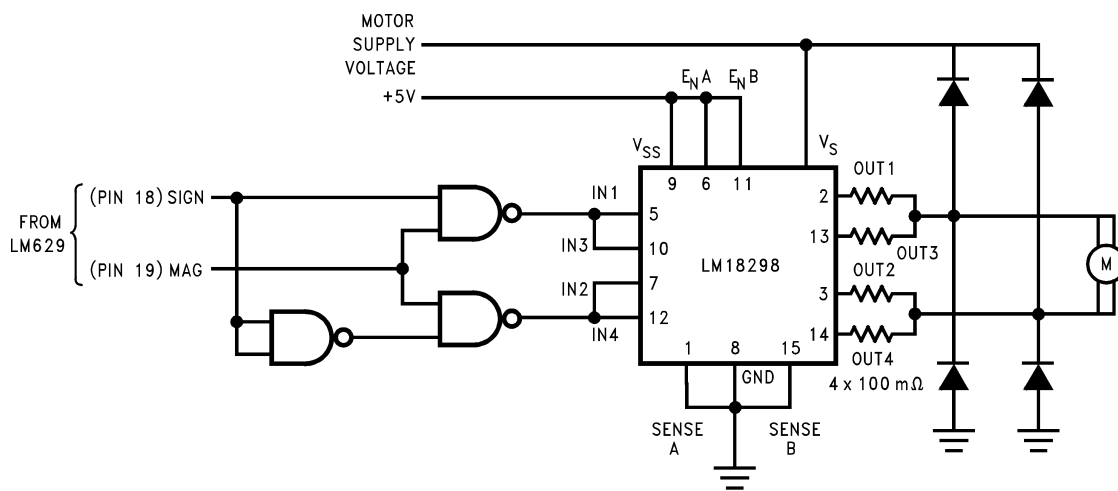 MOTOR
SUPPLY
VOLTAGE
+5V
ENA ENB
VSS
VS
9 6 11
FROM
LM629
(PIN 18) SIGN
(PIN 19) MAG
IN1
5
IN3
10
IN2
7
IN4
12
LM18298
2
OUT1
13
OUT3
3
OUT2
14
OUT4
4 x 100 mΩ
M
1 8 15
GND
SENSE
A
SENSE
B